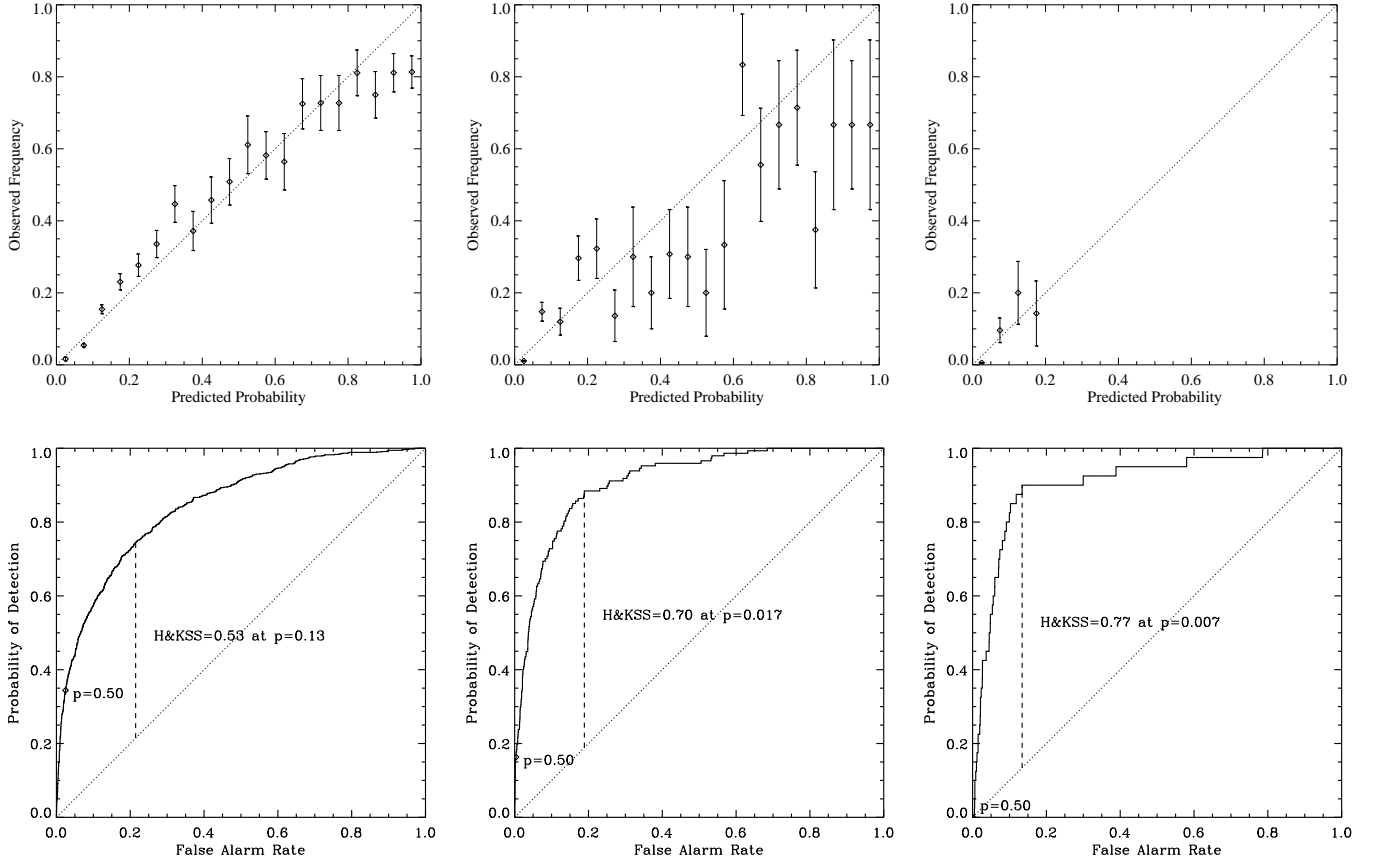 1.0
0.8
0.6
0.4
0.2
0.0
Observed Frequency
0.0 0.2 0.4 0.6 0.8 1.0
Predicted Probability
1.0
0.8
0.6
0.4
0.2
0.0
Observed Frequency
0.0 0.2 0.4 0.6 0.8 1.0
Predicted Probability
1.0
0.8
0.6
0.4
0.2
0.0
Observed Frequency
0.0 0.2 0.4 0.6 0.8 1.0
Predicted Probability
1.0
0.8
0.6
0.4
0.2
0.0
Probability of Detection
H&KSS=0.53 at p=0.13
p=0.50
0.0 0.2 0.4 0.6 0.8 1.0
False Alarm Rate
1.0
0.8
0.6
0.4
0.2
0.0
Probability of Detection
H&KSS=0.70 at p=0.017
p=0.50
0.0 0.2 0.4 0.6 0.8 1.0
False Alarm Rate
1.0
0.8
0.6
0.4
0.2
0.0
Probability of Detection
H&KSS=0.77 at p=0.007
p=0.50
0.0 0.2 0.4 0.6 0.8 1.0
False Alarm Rate